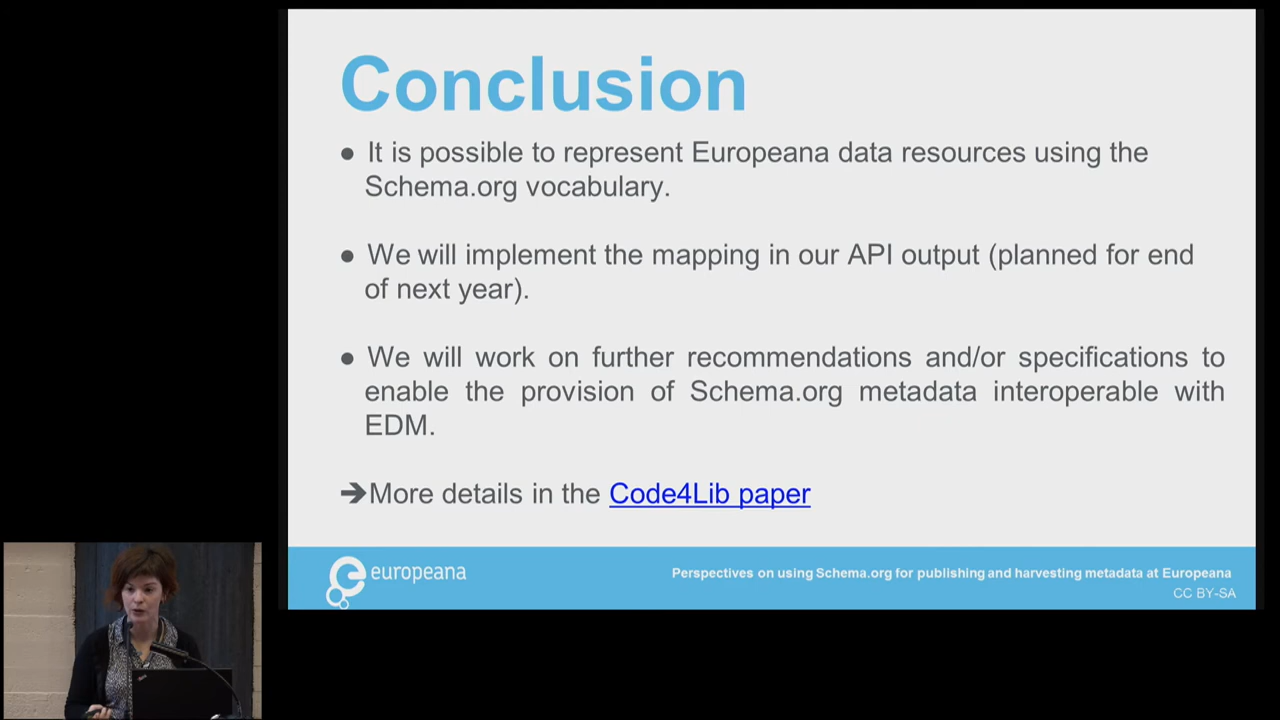 Conclusion
● It is possible to represent Europeana data resources using the
Schema.org vocabulary.
● We will implement the mapping in our API output (planned for end
of next year).
● We will work on further recommendations and/or specifications to
enable the provision of Schema.org metadata interoperable with
EDM.
➔More details in the Code4Lib paper
europeana
Perspectives on using Schema.org for publishing and harvesting metadata at Europeana
CC BY-SA